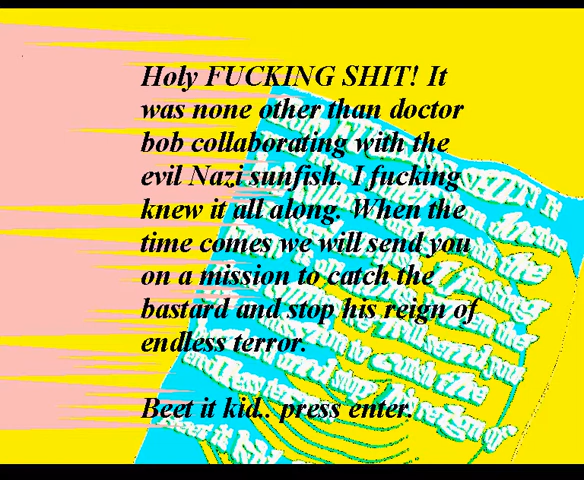 Holy FUCKING SHIT! It
was none other than doctor
bob collaborating with the
evil Nazi sunfish. I fucking
knew it all along. When the
time comes we will send you
on a mission to catch the
bastard and stop his reign of
endless terror.
Beet it kid.. press enter.